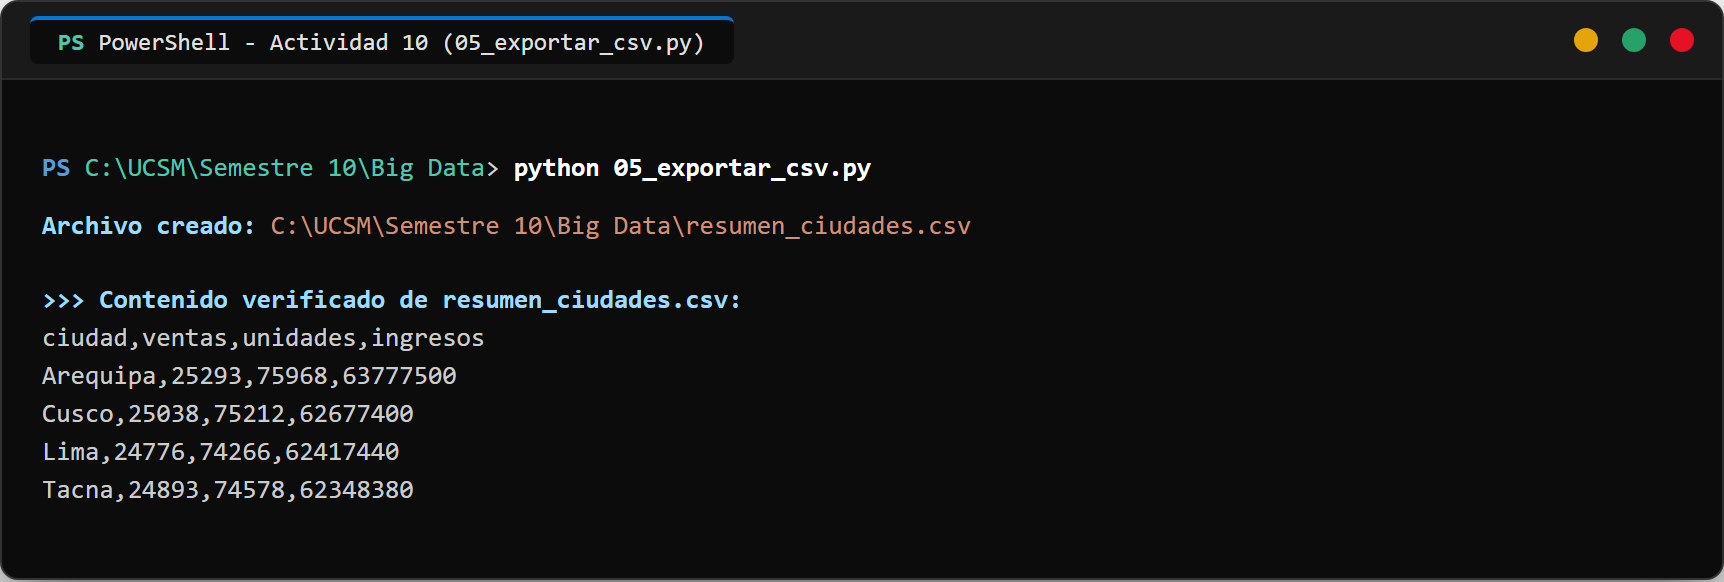 PS PowerShell - Actividad 10 (05_exportar_csv.py)
PS C:\UCSM\Semestre 10\Big Data> python 05_exportar_csv.py
Archivo creado: C:\UCSM\Semestre 10\Big Data\resumen_ciudades.csv
>>> Contenido verificado de resumen_ciudades.csv:
ciudad,ventas,unidades,ingresos
Arequipa,25293,75968,63777500
Cusco,25038,75212,62677400
Lima,24776,74266,62417440
Tacna,24893,74578,62348380